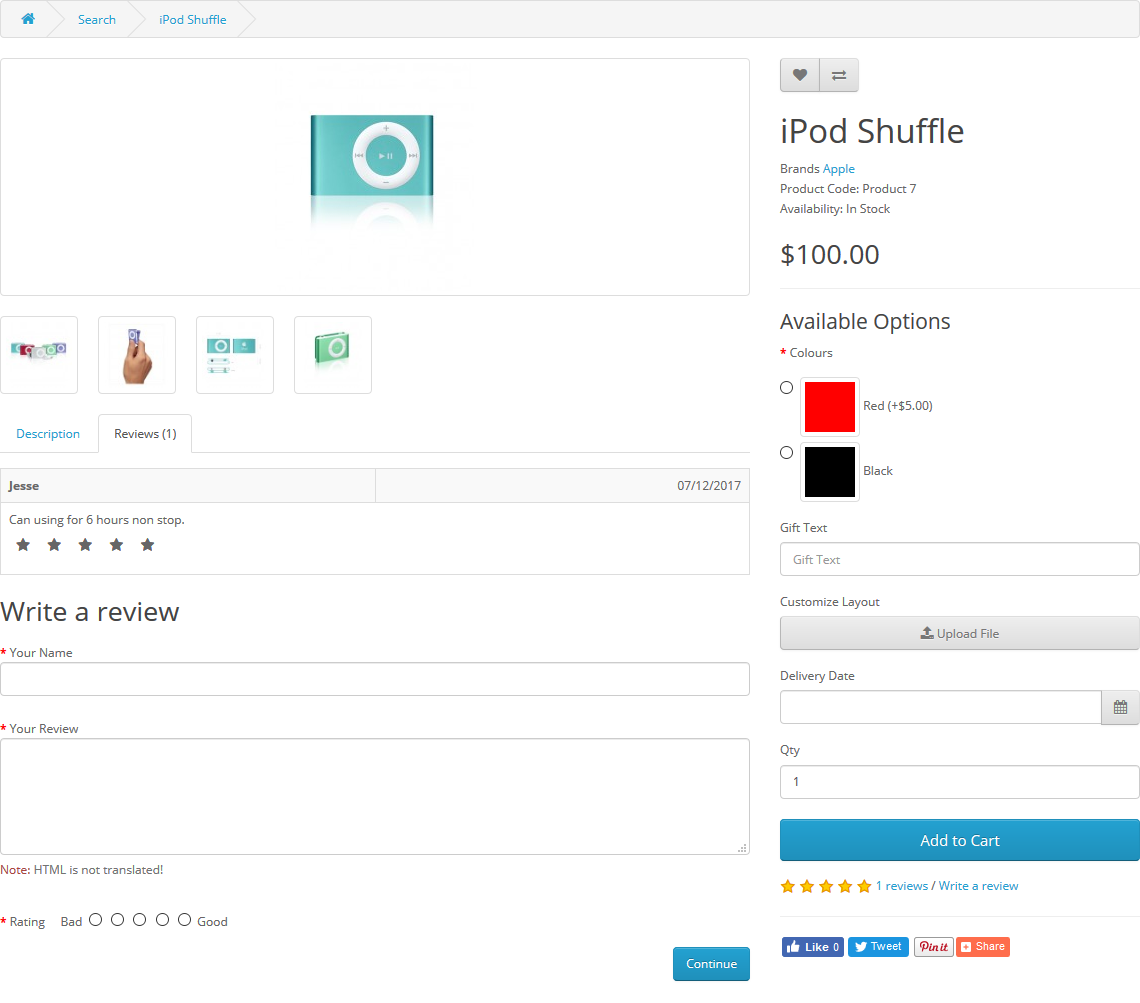 Search
iPod Shuffle
iPod Shuffle
Brands Apple
Product Code: Product 7
Availability: In Stock
$100.00
Available Options
* Colours
Red (+$5.00)
Black
Gift Text
Gift Text
Customize Layout
Upload File
Delivery Date
Qty
1
Add to Cart
1 reviews / Write a review
Like 0
Tweet
Pin it
Share
Description
Reviews (1)
Jesse
07/12/2017
Can using for 6 hours non stop.
Write a review
* Your Name
* Your Review
Note: HTML is not translated!
* Rating Bad Good
Continue